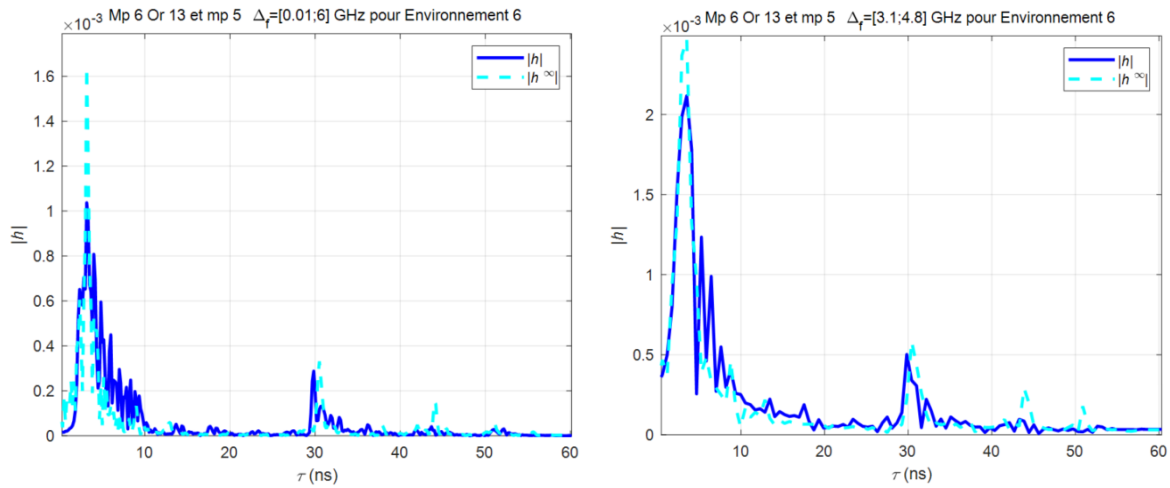 ×10⁻³ Mp 6 Or 13 et mp 5 Δ_f=[0.01;6] GHz pour Environnement 6
|h|
|h ^∞|
1.6
1.4
1.2
1
0.8
0.6
0.4
0.2
0
|h|
10 20 30 40 50 60
τ (ns)
×10⁻³ Mp 6 Or 13 et mp 5 Δ_f=[3.1;4.8] GHz pour Environnement 6
|h|
|h ^∞|
2
1.5
1
0.5
0
|h|
10 20 30 40 50 60
τ (ns)